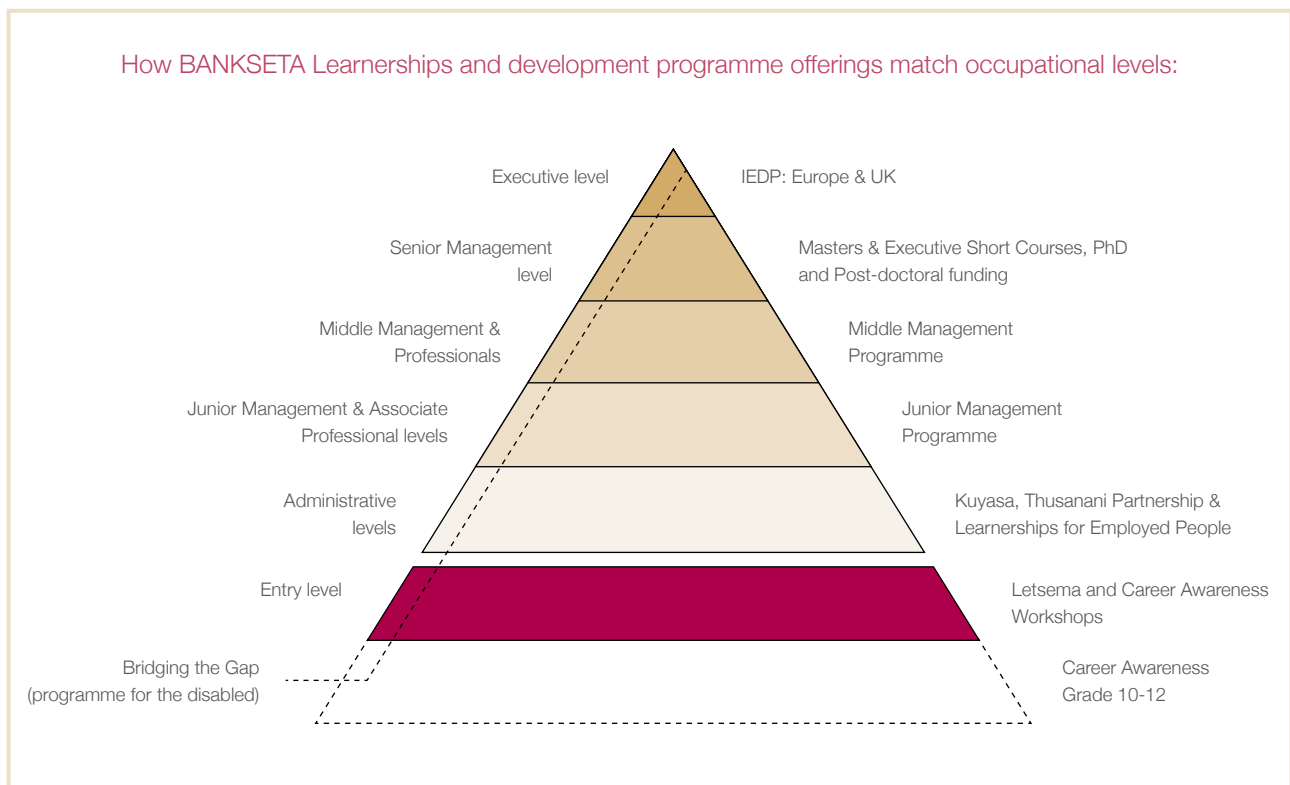 How BANKSETA Learnerships and development programme offerings match occupational levels:
Executive level
IEDP: Europe & UK
Senior Management
level
Masters & Executive Short Courses, PhD
and Post-doctoral funding
Middle Management &
Professionals
Middle Management
Programme
Junior Management & Associate
Professional levels
Junior Management
Programme
Administrative
levels
Kuyasa, Thusanani Partnership &
Learnerships for Employed People
Entry level
Letsema and Career Awareness
Workshops
Bridging the Gap
(programme for the disabled)
Career Awareness
Grade 10-12